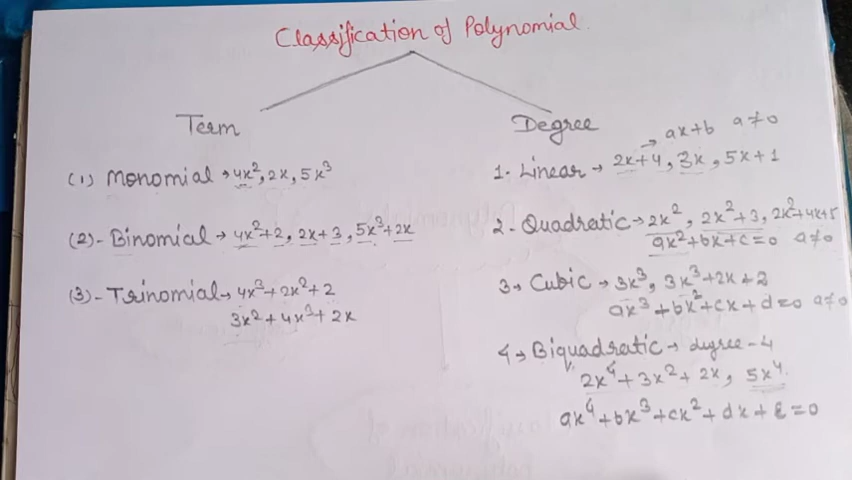 Classification of Polynomial
Term
(1) Monomial → 4x², 2x, 5x³
(2)- Binomial → 4x²+2, 2x+3, 5x³+2x
(3)- Trinomial → 4x³+2x²+2
3x²+4x³+2x
Degree
→ ax+b a≠0
1- Linear → 2x+4, 3x, 5x+1
2- Quadratic → 2x², 2x²+3, 2x²+4x+5
ax²+bx+c=0 a≠0
3→ Cubic → 3x³, 3x³+2x+2
ax³+bx²+cx+d=0 a≠0
4→ Biquadratic → degree-4
2x⁴+3x²+2x, 5x⁴
ax⁴+bx³+cx²+dx+e=0